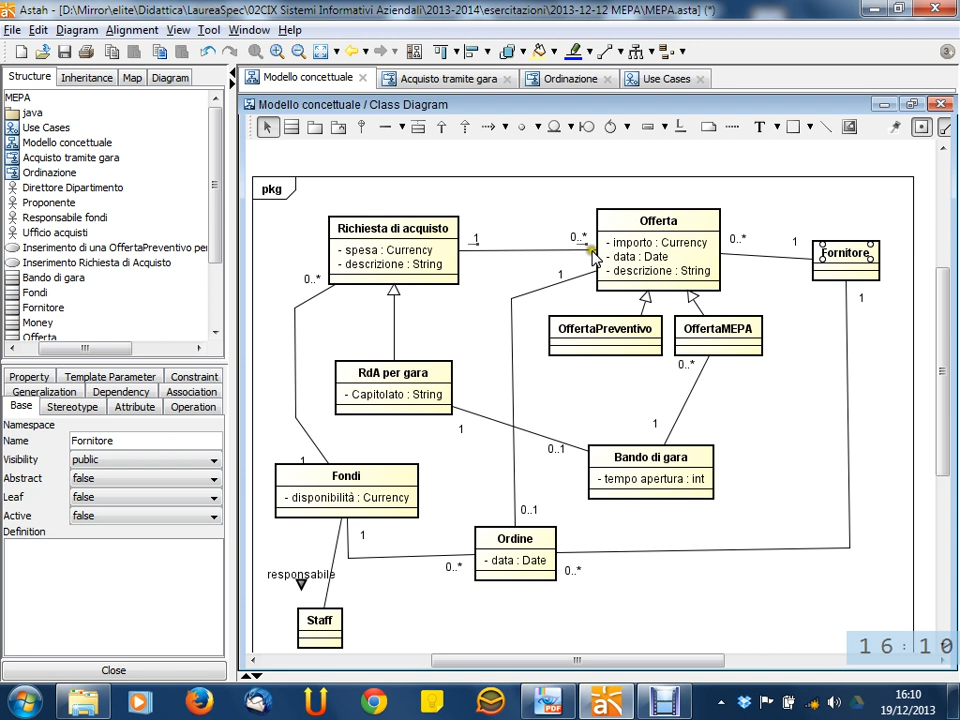 Astah - [D:\Mirror\elite\Didattica\LaureaSpec\02CIX Sistemi Informativi Aziendali\2013-2014\esercitazioni\2013-12-12 MEPA\MEPA.asta] (*)
File Edit Diagram Alignment View Tool Window Help
Structure Inheritance Map Diagram
MEPA
java
Use Cases
Modello concettuale
Acquisto tramite gara
Ordinazione
Direttore Dipartimento
Proponente
Responsabile fondi
Ufficio acquisti
Inserimento di una OffertaPreventivo per
Inserimento Richiesta di Acquisto
Bando di gara
Fondi
Fornitore
Money
Offerta
Property Template Parameter Constraint
Generalization Dependency Association
Base Stereotype Attribute Operation
Namespace
Name Fornitore
Visibility public
Abstract false
Leaf false
Active false
Definition
Close
Modello concettuale Acquisto tramite gara Ordinazione Use Cases
Modello concettuale / Class Diagram
T
3
pkg
Richiesta di acquisto
- spesa : Currency
- descrizione : String
1
0..*
Offerta
- importo : Currency
- data : Date
- descrizione : String
0..*
1
Fornitore
0..*
1
1
OffertaPreventivo
OffertaMEPA
0..*
RdA per gara
- Capitolato : String
1
0..1
1
Bando di gara
- tempo apertura : int
1
Fondi
- disponibilità : Currency
1
0..1
Ordine
- data : Date
0..*
0..*
responsabile
Staff
16:10
PDF
16:10
19/12/2013